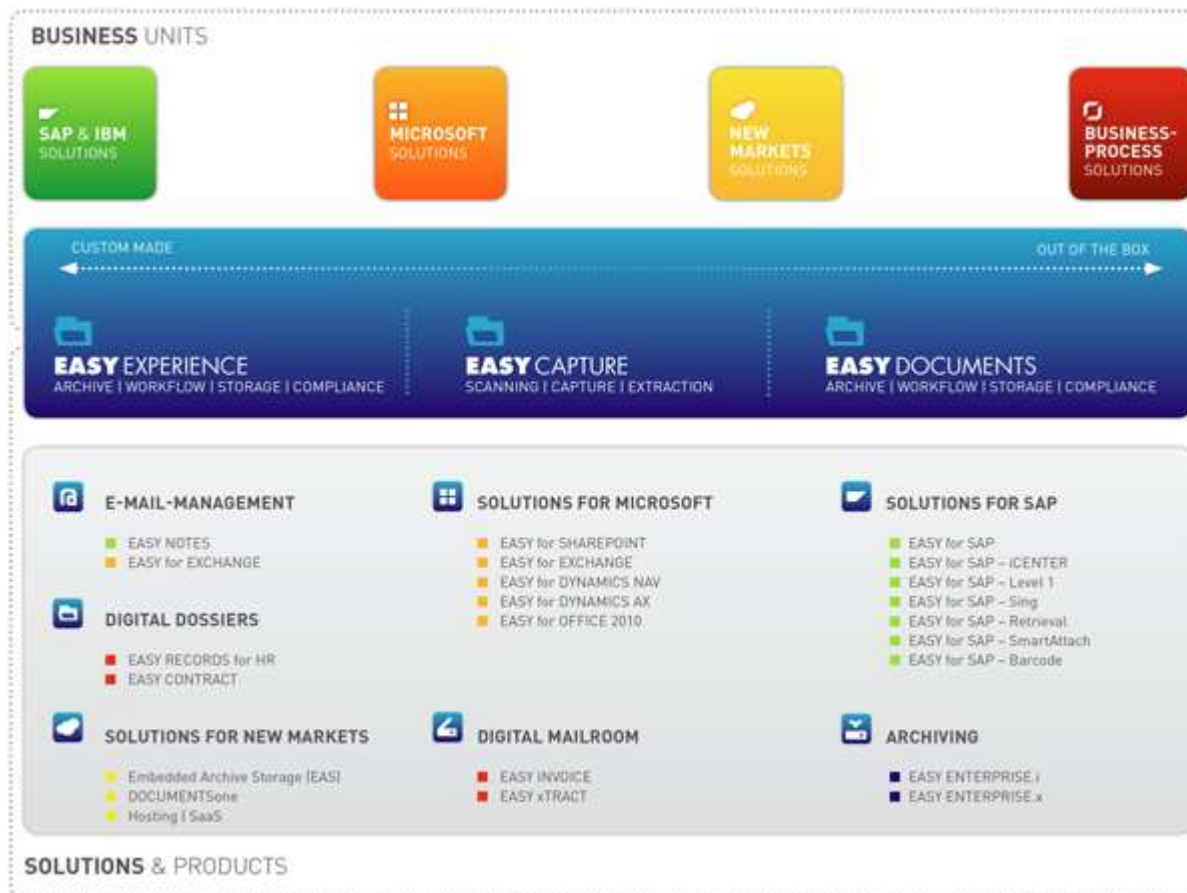 BUSINESS UNITS
SAP & IBM
SOLUTIONS
MICROSOFT
SOLUTIONS
NEW
MARKETS
SOLUTIONS
BUSINESS-
PROCESS
SOLUTIONS
CUSTOM MADE
OUT OF THE BOX
EASY EXPERIENCE
ARCHIVE | WORKFLOW | STORAGE | COMPLIANCE
EASY CAPTURE
SCANNING | CAPTURE | EXTRACTION
EASY DOCUMENTS
ARCHIVE | WORKFLOW | STORAGE | COMPLIANCE
E-MAIL-MANAGEMENT
EASY NOTES
EASY for EXCHANGE
DIGITAL DOSSIERS
EASY RECORDS for HR
EASY CONTRACT
SOLUTIONS FOR NEW MARKETS
Embedded Archive Storage (EAS)
DOCUMENTSone
Hosting | SaaS
SOLUTIONS FOR MICROSOFT
EASY for SHAREPOINT
EASY for EXCHANGE
EASY for DYNAMICS NAV
EASY for DYNAMICS AX
EASY for OFFICE 2010
DIGITAL MAILROOM
EASY INVOICE
EASY xTRACT
SOLUTIONS FOR SAP
EASY for SAP
EASY for SAP – iCENTER
EASY for SAP – Level 1
EASY for SAP – Sing
EASY for SAP – Retrieval
EASY for SAP – SmartAttach
EASY for SAP – Barcode
ARCHIVING
EASY ENTERPRISE.i
EASY ENTERPRISE.x
SOLUTIONS & PRODUCTS